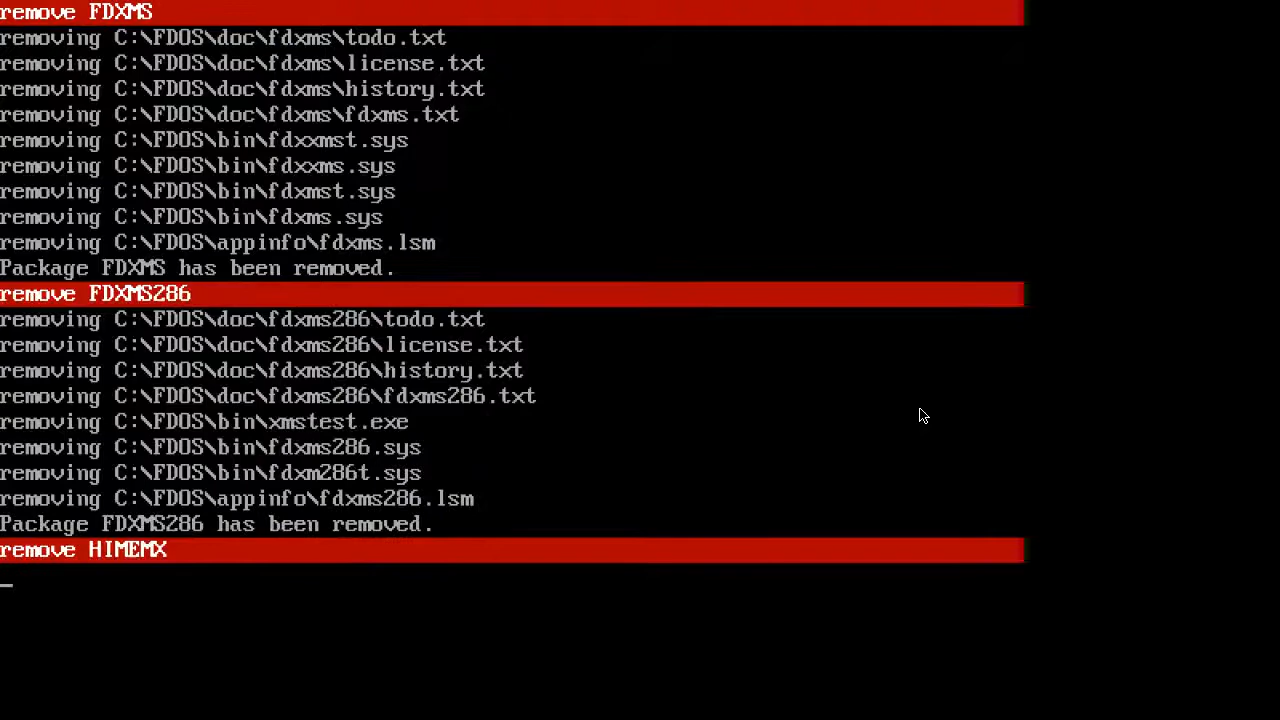 remove FDXMS
removing C:\FDOS\doc\fdxms\todo.txt
removing C:\FDOS\doc\fdxms\license.txt
removing C:\FDOS\doc\fdxms\history.txt
removing C:\FDOS\doc\fdxms\fdxms.txt
removing C:\FDOS\bin\fdxxmst.sys
removing C:\FDOS\bin\fdxxms.sys
removing C:\FDOS\bin\fdxmst.sys
removing C:\FDOS\bin\fdxms.sys
removing C:\FDOS\appinfo\fdxms.lsm
Package FDXMS has been removed.
remove FDXMS286
removing C:\FDOS\doc\fdxms286\todo.txt
removing C:\FDOS\doc\fdxms286\license.txt
removing C:\FDOS\doc\fdxms286\history.txt
removing C:\FDOS\doc\fdxms286\fdxms286.txt
removing C:\FDOS\bin\xmstest.exe
removing C:\FDOS\bin\fdxms286.sys
removing C:\FDOS\bin\fdxm286t.sys
removing C:\FDOS\appinfo\fdxms286.lsm
Package FDXMS286 has been removed.
remove HIMEMX